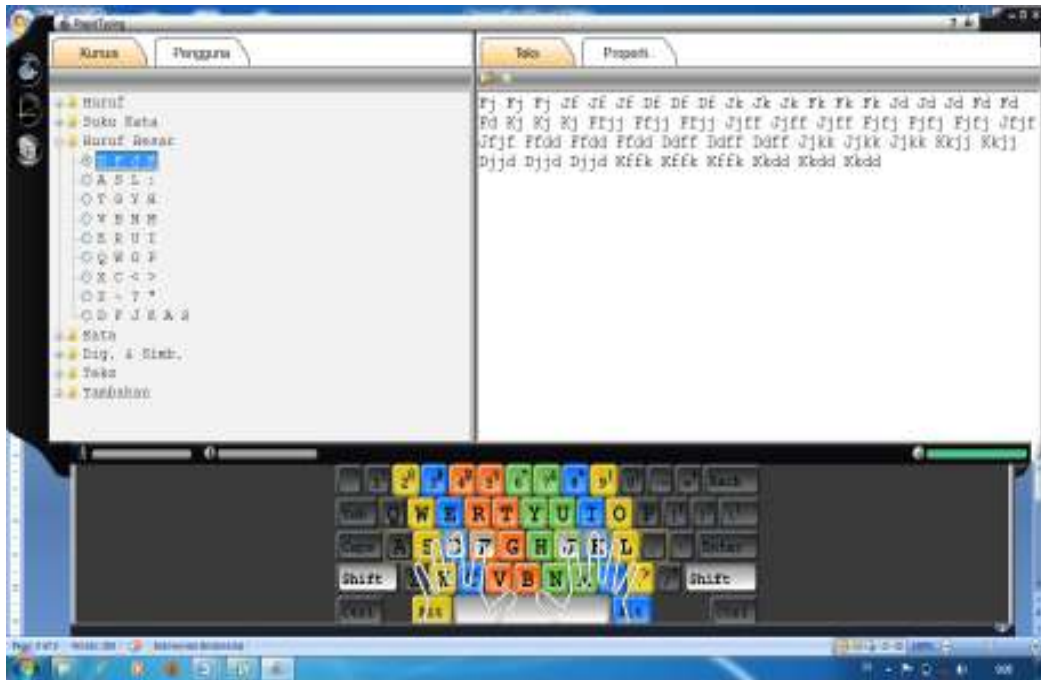 RapidTyping
Kursus Pengguna
Teks Properti
Huruf
Suku Kata
Huruf Besar
A S L :
T G Y H
V B N M
E R U I
Q W O P
X C < >
D F J K A S
Kata
Dig. & Simb.
Teks
Tambahan
Fj Fj Fj Jf Jf Jf Df Df Df Jk Jk Jk Fk Fk Fk Jd Jd Jd Fd Fd
Fd Kj Kj Kj Ffjj Ffjj Ffjj Jjff Jjff Jjff Fjfj Fjfj Fjfj Jfjf
Jfjf Ffdd Ffdd Ffdd Ddff Ddff Ddff Jjkk Jjkk Jjkk Kkjj Kkjj
Djjd Djjd Djjd Kffk Kffk Kffk Kkdd Kkdd Kkdd
Back
Q W E R T Y U I O P
Caps A S D F G H J K L Enter
Shift X C V B N M ? Shift
Alt Alt